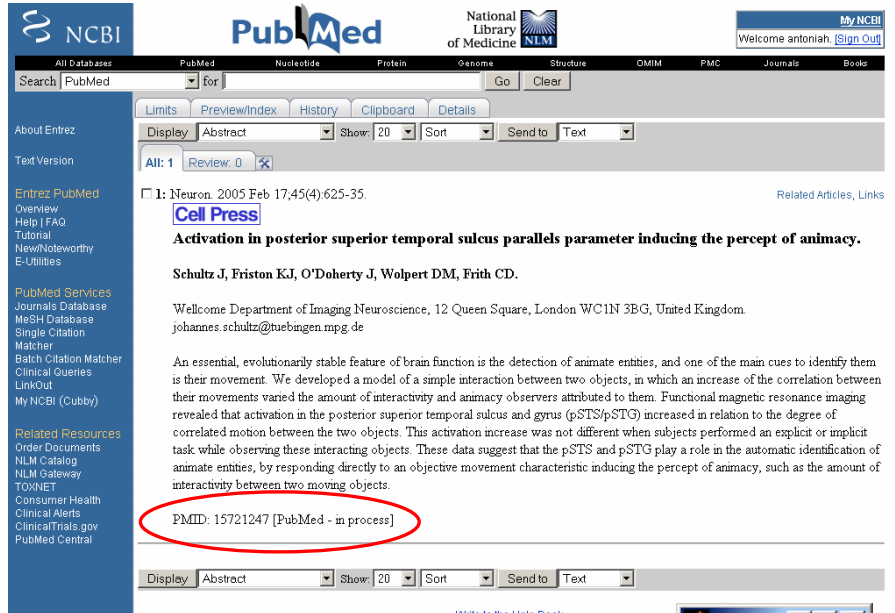 NCBI
PubMed
National
Library
of Medicine NLM
My NCBI
Welcome antoniah. [Sign Out]
All Databases PubMed Nucleotide Protein Genome Structure OMIM PMC Journals Books
Search PubMed for Go Clear
Limits Preview/Index History Clipboard Details
About Entrez
Display Abstract Show: 20 Sort Send to Text
Text Version
All: 1 Review: 0
Entrez PubMed
Overview
Help | FAQ
Tutorial
New/Noteworthy
E-Utilities
PubMed Services
Journals Database
MeSH Database
Single Citation
Matcher
Batch Citation Matcher
Clinical Queries
LinkOut
My NCBI (Cubby)
Related Resources
Order Documents
NLM Catalog
NLM Gateway
TOXNET
Consumer Health
Clinical Alerts
ClinicalTrials.gov
PubMed Central
1: Neuron. 2005 Feb 17;45(4):625-35.
Related Articles, Links
Cell Press
Activation in posterior superior temporal sulcus parallels parameter inducing the percept of animacy.
Schultz J, Friston KJ, O'Doherty J, Wolpert DM, Frith CD.
Wellcome Department of Imaging Neuroscience, 12 Queen Square, London WC1N 3BG, United Kingdom.
johannes.schultz@tuebingen.mpg.de
An essential, evolutionarily stable feature of brain function is the detection of animate entities, and one of the main cues to identify them
is their movement. We developed a model of a simple interaction between two objects, in which an increase of the correlation between
their movements varied the amount of interactivity and animacy observers attributed to them. Functional magnetic resonance imaging
revealed that activation in the posterior superior temporal sulcus and gyrus (pSTS/pSTG) increased in relation to the degree of
correlated motion between the two objects. This activation increase was not different when subjects performed an explicit or implicit
task while observing these interacting objects. These data suggest that the pSTS and pSTG play a role in the automatic identification of
animate entities, by responding directly to an objective movement characteristic inducing the percept of animacy, such as the amount of
interactivity between two moving objects.
PMID: 15721247 [PubMed - in process]
Display Abstract Show: 20 Sort Send to Text